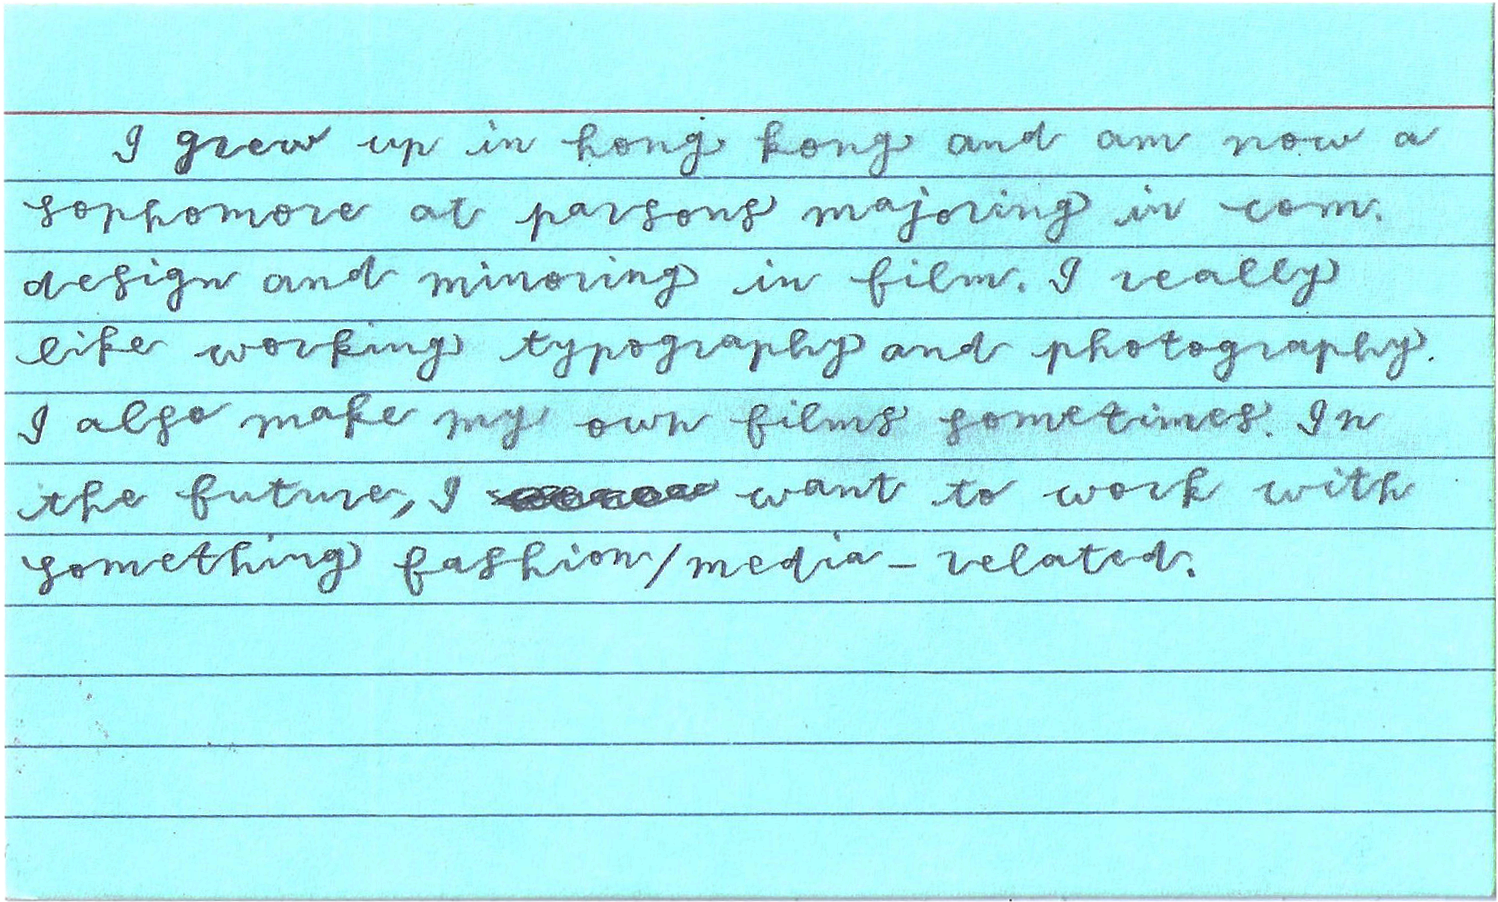 I grew up in hong kong and am now a
sophomore at parsons majoring in com.
design and minoring in film. I really
like working typography and photography.
I also make my own films sometimes. In
the future, I want to work with
something fashion/media-related.